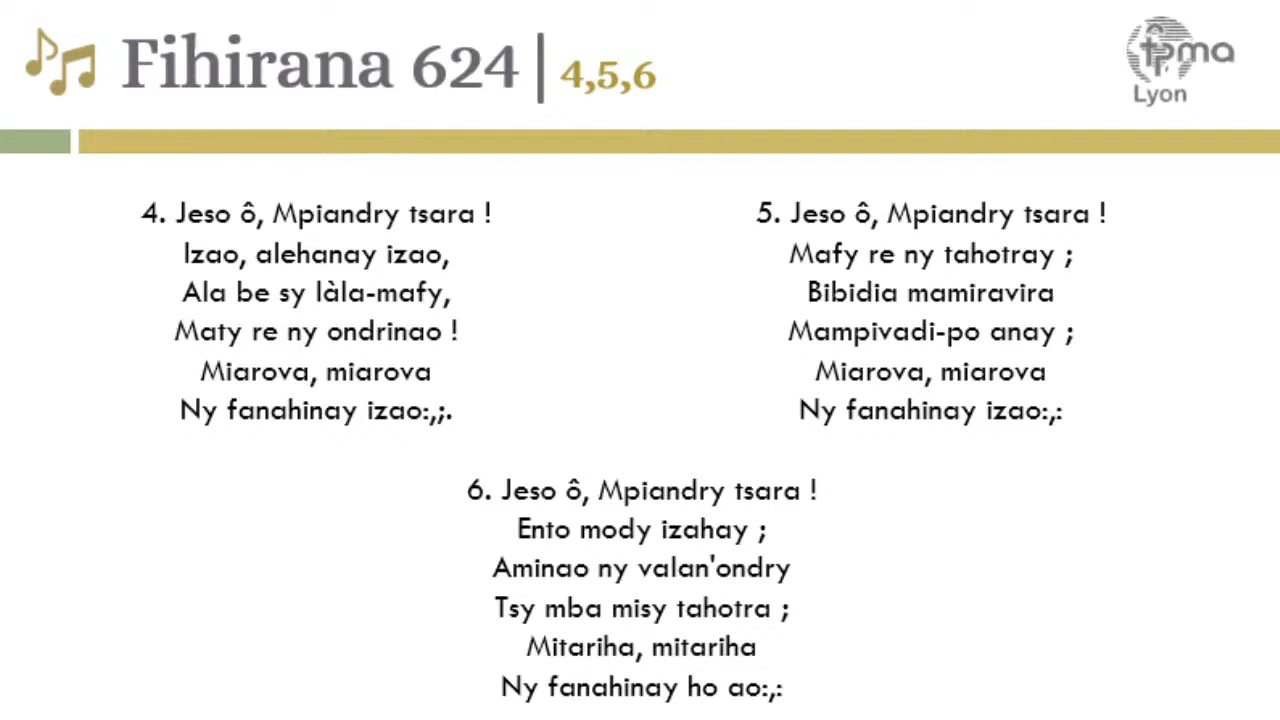 Fihirana 624 | 4,5,6
fpma
Lyon
4. Jeso ô, Mpiandry tsara !
Izao, alehanay izao,
Ala be sy làla-mafy,
Maty re ny ondrinao !
Miarova, miarova
Ny fanahinay izao:,;.
5. Jeso ô, Mpiandry tsara !
Mafy re ny tahotray ;
Bibidia mamiravira
Mampivadi-po anay ;
Miarova, miarova
Ny fanahinay izao:,:
6. Jeso ô, Mpiandry tsara !
Ento mody izahay ;
Aminao ny valan'ondry
Tsy mba misy tahotra ;
Mitariha, mitariha
Ny fanahinay ho ao:,: